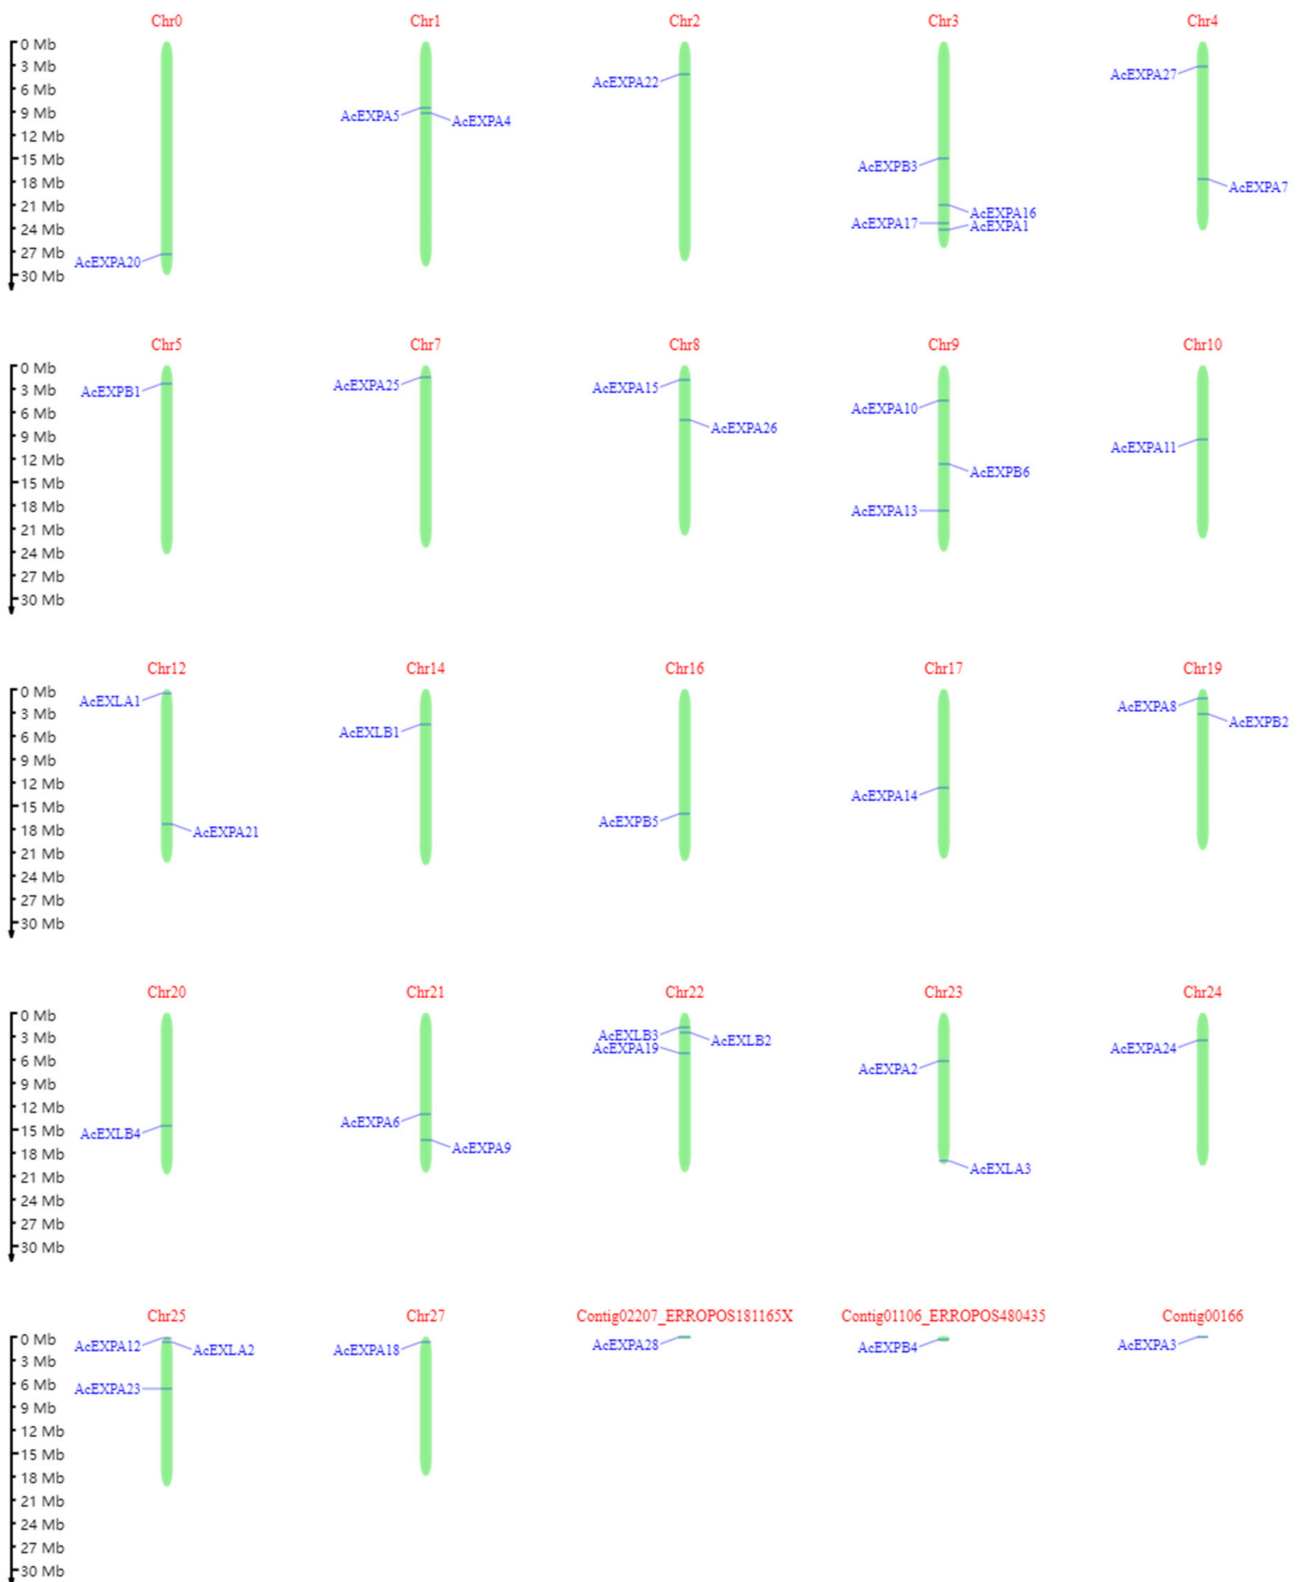 Chr0 Chr1 Chr2 Chr3 Chr4
0 Mb
3 Mb
6 Mb
9 Mb
12 Mb
15 Mb
18 Mb
21 Mb
24 Mb
27 Mb
30 Mb
AcEXPA20
AcEXPA5
AcEXPA4
AcEXPA22
AcEXPB3
AcEXPA16
AcEXPA17
AcEXPA1
AcEXPA27
AcEXPA7
Chr5 Chr7 Chr8 Chr9 Chr10
0 Mb
3 Mb
6 Mb
9 Mb
12 Mb
15 Mb
18 Mb
21 Mb
24 Mb
27 Mb
30 Mb
AcEXPB1
AcEXPA25
AcEXPA15
AcEXPA26
AcEXPA10
AcEXPB6
AcEXPA13
AcEXPA11
Chr12 Chr14 Chr16 Chr17 Chr19
0 Mb
3 Mb
6 Mb
9 Mb
12 Mb
15 Mb
18 Mb
21 Mb
24 Mb
27 Mb
30 Mb
AcEXLA1
AcEXPA21
AcEXLB1
AcEXPB5
AcEXPA14
AcEXPA8
AcEXPB2
Chr20 Chr21 Chr22 Chr23 Chr24
0 Mb
3 Mb
6 Mb
9 Mb
12 Mb
15 Mb
18 Mb
21 Mb
24 Mb
27 Mb
30 Mb
AcEXLB4
AcEXPA6
AcEXPA9
AcEXLB3
AcEXLB2
AcEXPA19
AcEXPA2
AcEXLA3
AcEXPA24
Chr25 Chr27 Contig02207_ERROPOS181165X Contig01106_ERROPOS480435 Contig00166
0 Mb
3 Mb
6 Mb
9 Mb
12 Mb
15 Mb
18 Mb
21 Mb
24 Mb
27 Mb
30 Mb
AcEXPA12
AcEXLA2
AcEXPA23
AcEXPA18
AcEXPA28
AcEXPB4
AcEXPA3